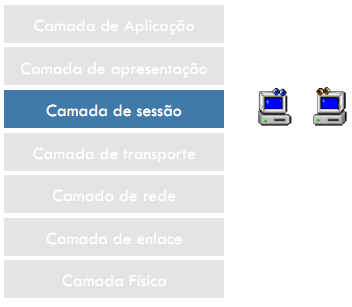 Camada de Aplicação
Camada de apresentação
Camada de sessão
Camada de transporte
Camada de rede
Camada de enlace
Camada Física